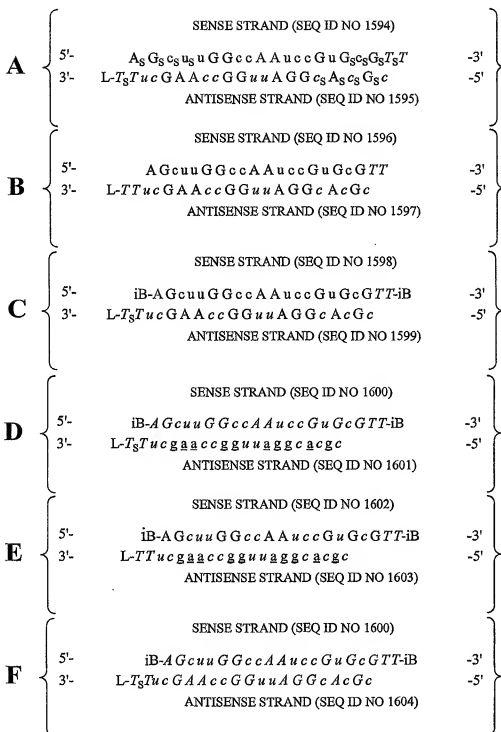 SENSE STRAND (SEQ ID NO 1594)
A 5'- AsGscsusuGGccAAuccGuGscsGsTsT -3'
3'- L-TsTucGAAccGGuuAGGcsAscsGsc -5'
ANTISENSE STRAND (SEQ ID NO 1595)
SENSE STRAND (SEQ ID NO 1596)
B 5'- AGcuuGGccAAuccGuGcGTT -3'
3'- L-TTucGAAccGGuuAGGcAcGc -5'
ANTISENSE STRAND (SEQ ID NO 1597)
SENSE STRAND (SEQ ID NO 1598)
C 5'- iB-AGcuuGGccAAuccGuGcGTT-iB -3'
3'- L-TsTucGAAccGGuuAGGcAcGc -5'
ANTISENSE STRAND (SEQ ID NO 1599)
SENSE STRAND (SEQ ID NO 1600)
D 5'- iB-AGcuuGGccAAuccGuGcGTT-iB -3'
3'- L-TsTucgaaccgguuaggcacgc -5'
ANTISENSE STRAND (SEQ ID NO 1601)
SENSE STRAND (SEQ ID NO 1602)
E 5'- iB-AGcuuGGccAAuccGuGcGTT-iB -3'
3'- L-TTucgaaccgguuaggcacgc -5'
ANTISENSE STRAND (SEQ ID NO 1603)
SENSE STRAND (SEQ ID NO 1600)
F 5'- iB-AGcuuGGccAAuccGuGcGTT-iB -3'
3'- L-TsTucGAAccGGuuAGGcAcGc -5'
ANTISENSE STRAND (SEQ ID NO 1604)